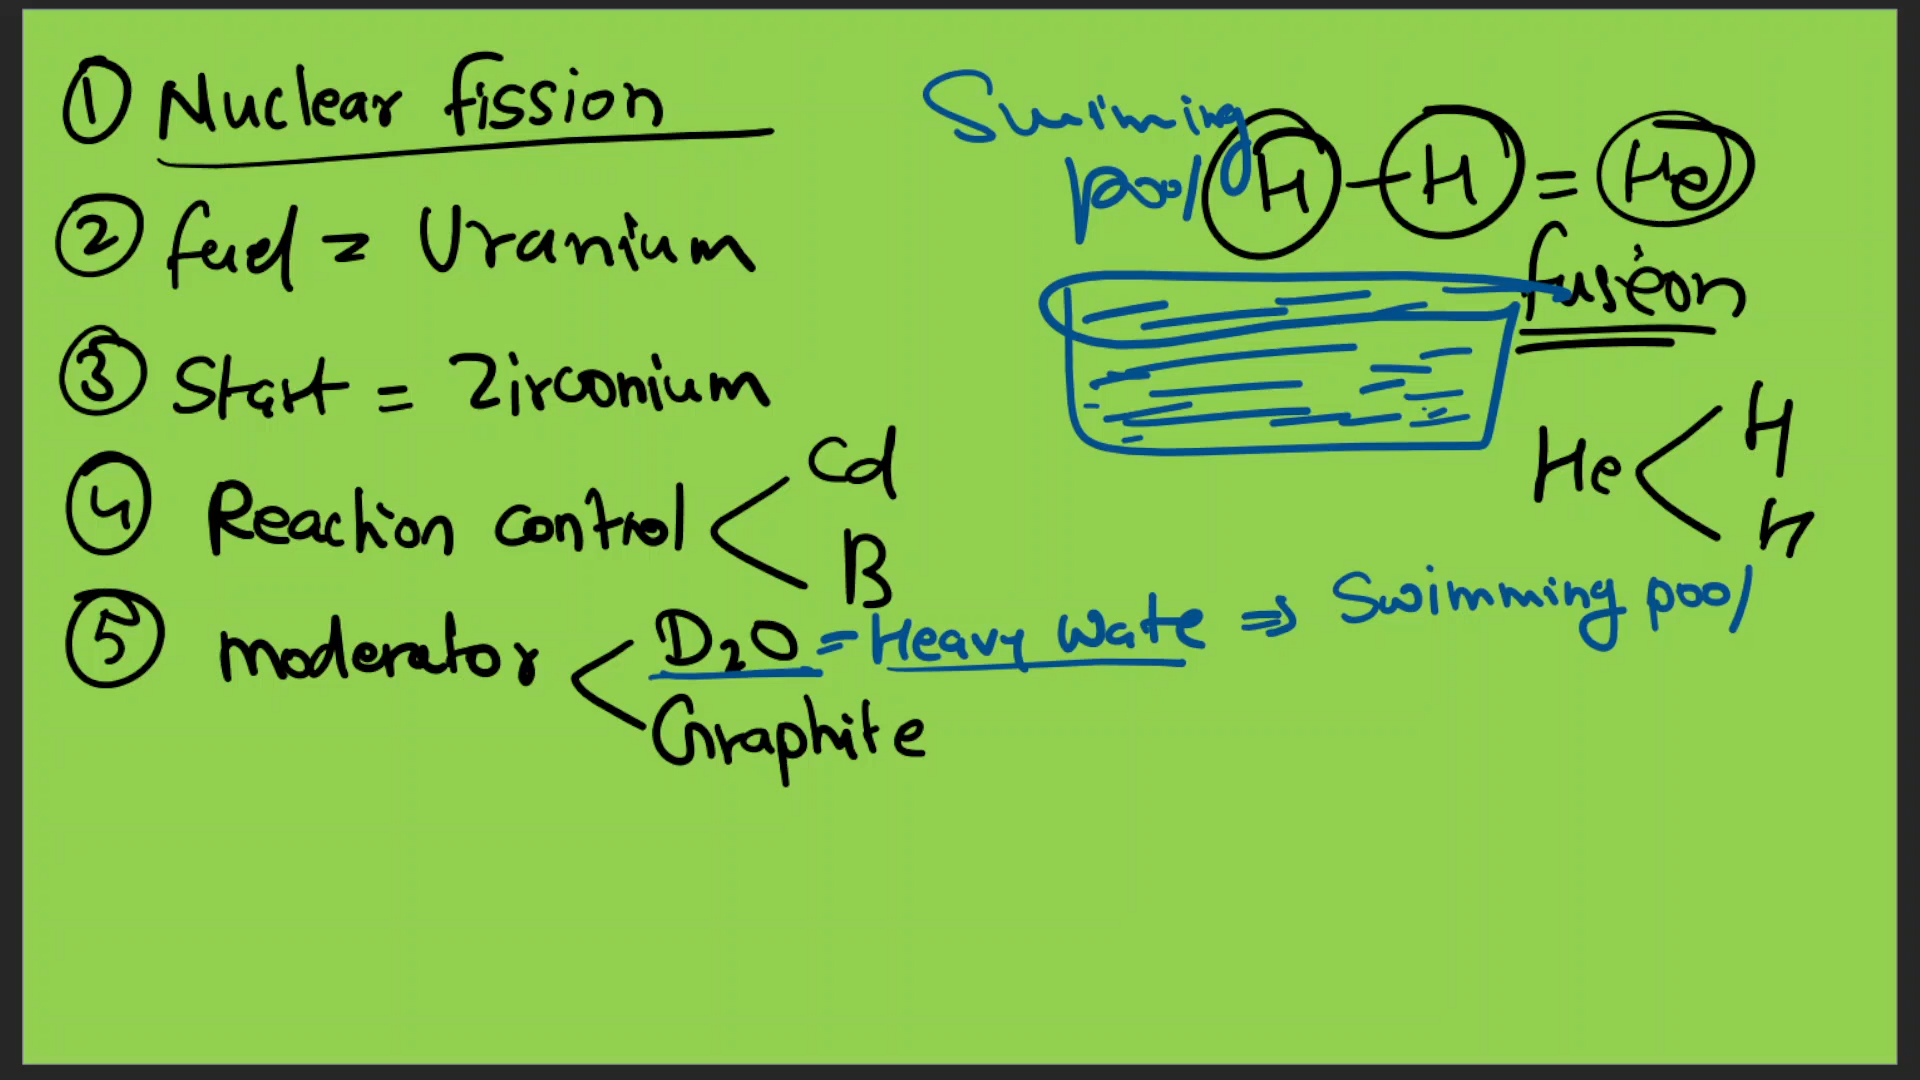 ① Nuclear fission
② fuel = Uranium
③ Start = Zirconium
④ Reaction control < Cd
B
⑤ moderator < D₂O = Heavy Wate ⇒ Swimming pool
Graphite
Swiming
pool
H - H = He
fusion
He < H
H